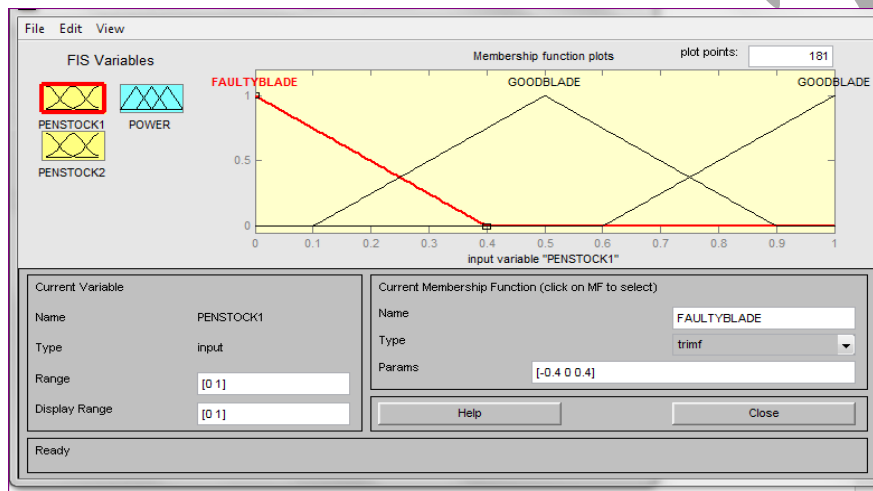 File Edit View
FIS Variables
Membership function plots
plot points: 181
FAULTYBLADE GOODBLADE GOODBLADE
PENSTOCK1 POWER
PENSTOCK2
1
0.5
0
0 0.1 0.2 0.3 0.4 0.5 0.6 0.7 0.8 0.9 1
input variable "PENSTOCK1"
Current Variable
Name PENSTOCK1
Type input
Range [0 1]
Display Range [0 1]
Current Membership Function (click on MF to select)
Name FAULTYBLADE
Type trimf
Params [-0.4 0 0.4]
Help Close
Ready